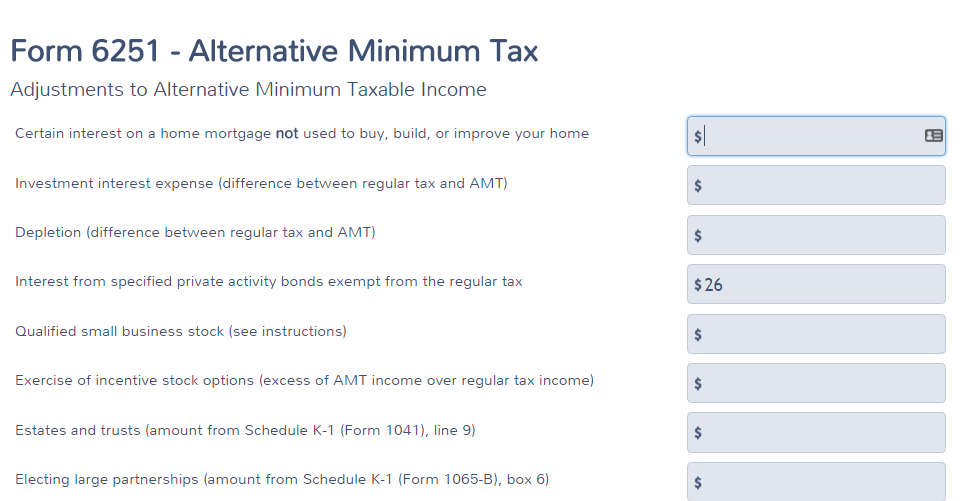 Form 6251 - Alternative Minimum Tax
Adjustments to Alternative Minimum Taxable Income
Certain interest on a home mortgage not used to buy, build, or improve your home $
Investment interest expense (difference between regular tax and AMT) $
Depletion (difference between regular tax and AMT) $
Interest from specified private activity bonds exempt from the regular tax $ 26
Qualified small business stock (see instructions) $
Exercise of incentive stock options (excess of AMT income over regular tax income) $
Estates and trusts (amount from Schedule K-1 (Form 1041), line 9) $
Electing large partnerships (amount from Schedule K-1 (Form 1065-B), box 6) $